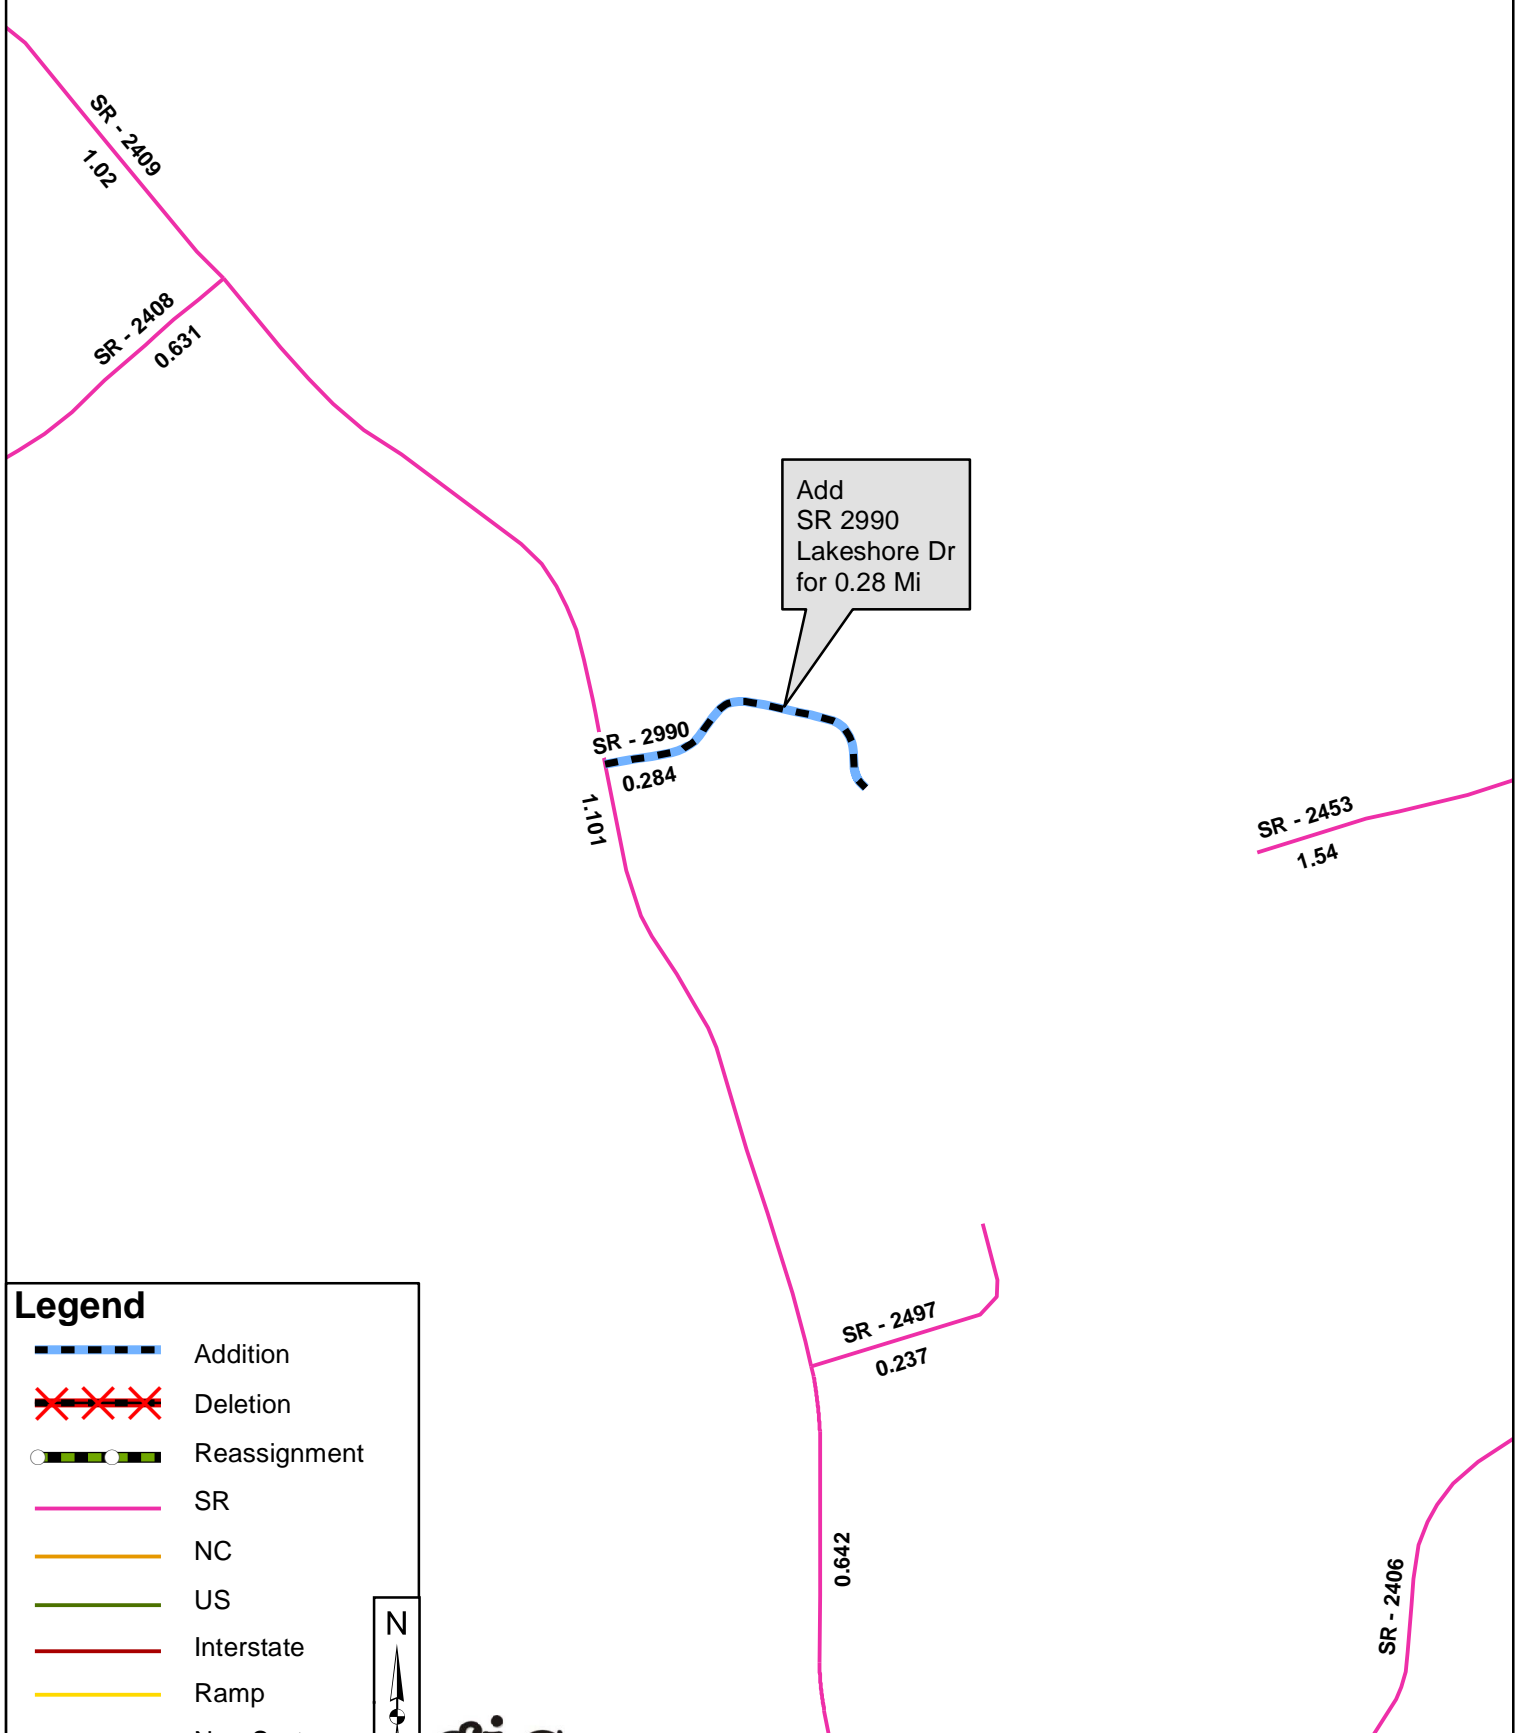 SR - 2409
1.02
SR - 2408
0.631
Add
SR 2990
Lakeshore Dr
for 0.28 Mi
SR - 2990
0.284
1.101
SR - 2453
1.54
SR - 2497
0.237
0.642
SR - 2406
Legend
Addition
Deletion
Reassignment
SR
NC
US
Interstate
Ramp
N